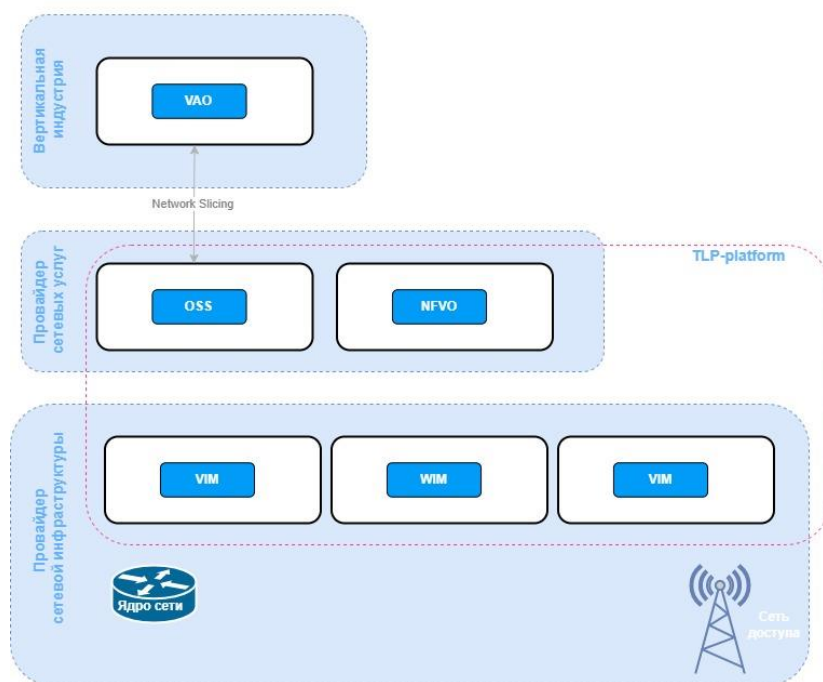 Вертикальная
индустрия
VAO
Network Slicing
Провайдер
сетевых услуг
TLP-platform
OSS
NFVO
Провайдер
сетевой инфраструктуры
VIM
WIM
VIM
Ядро сети
Сеть
доступа